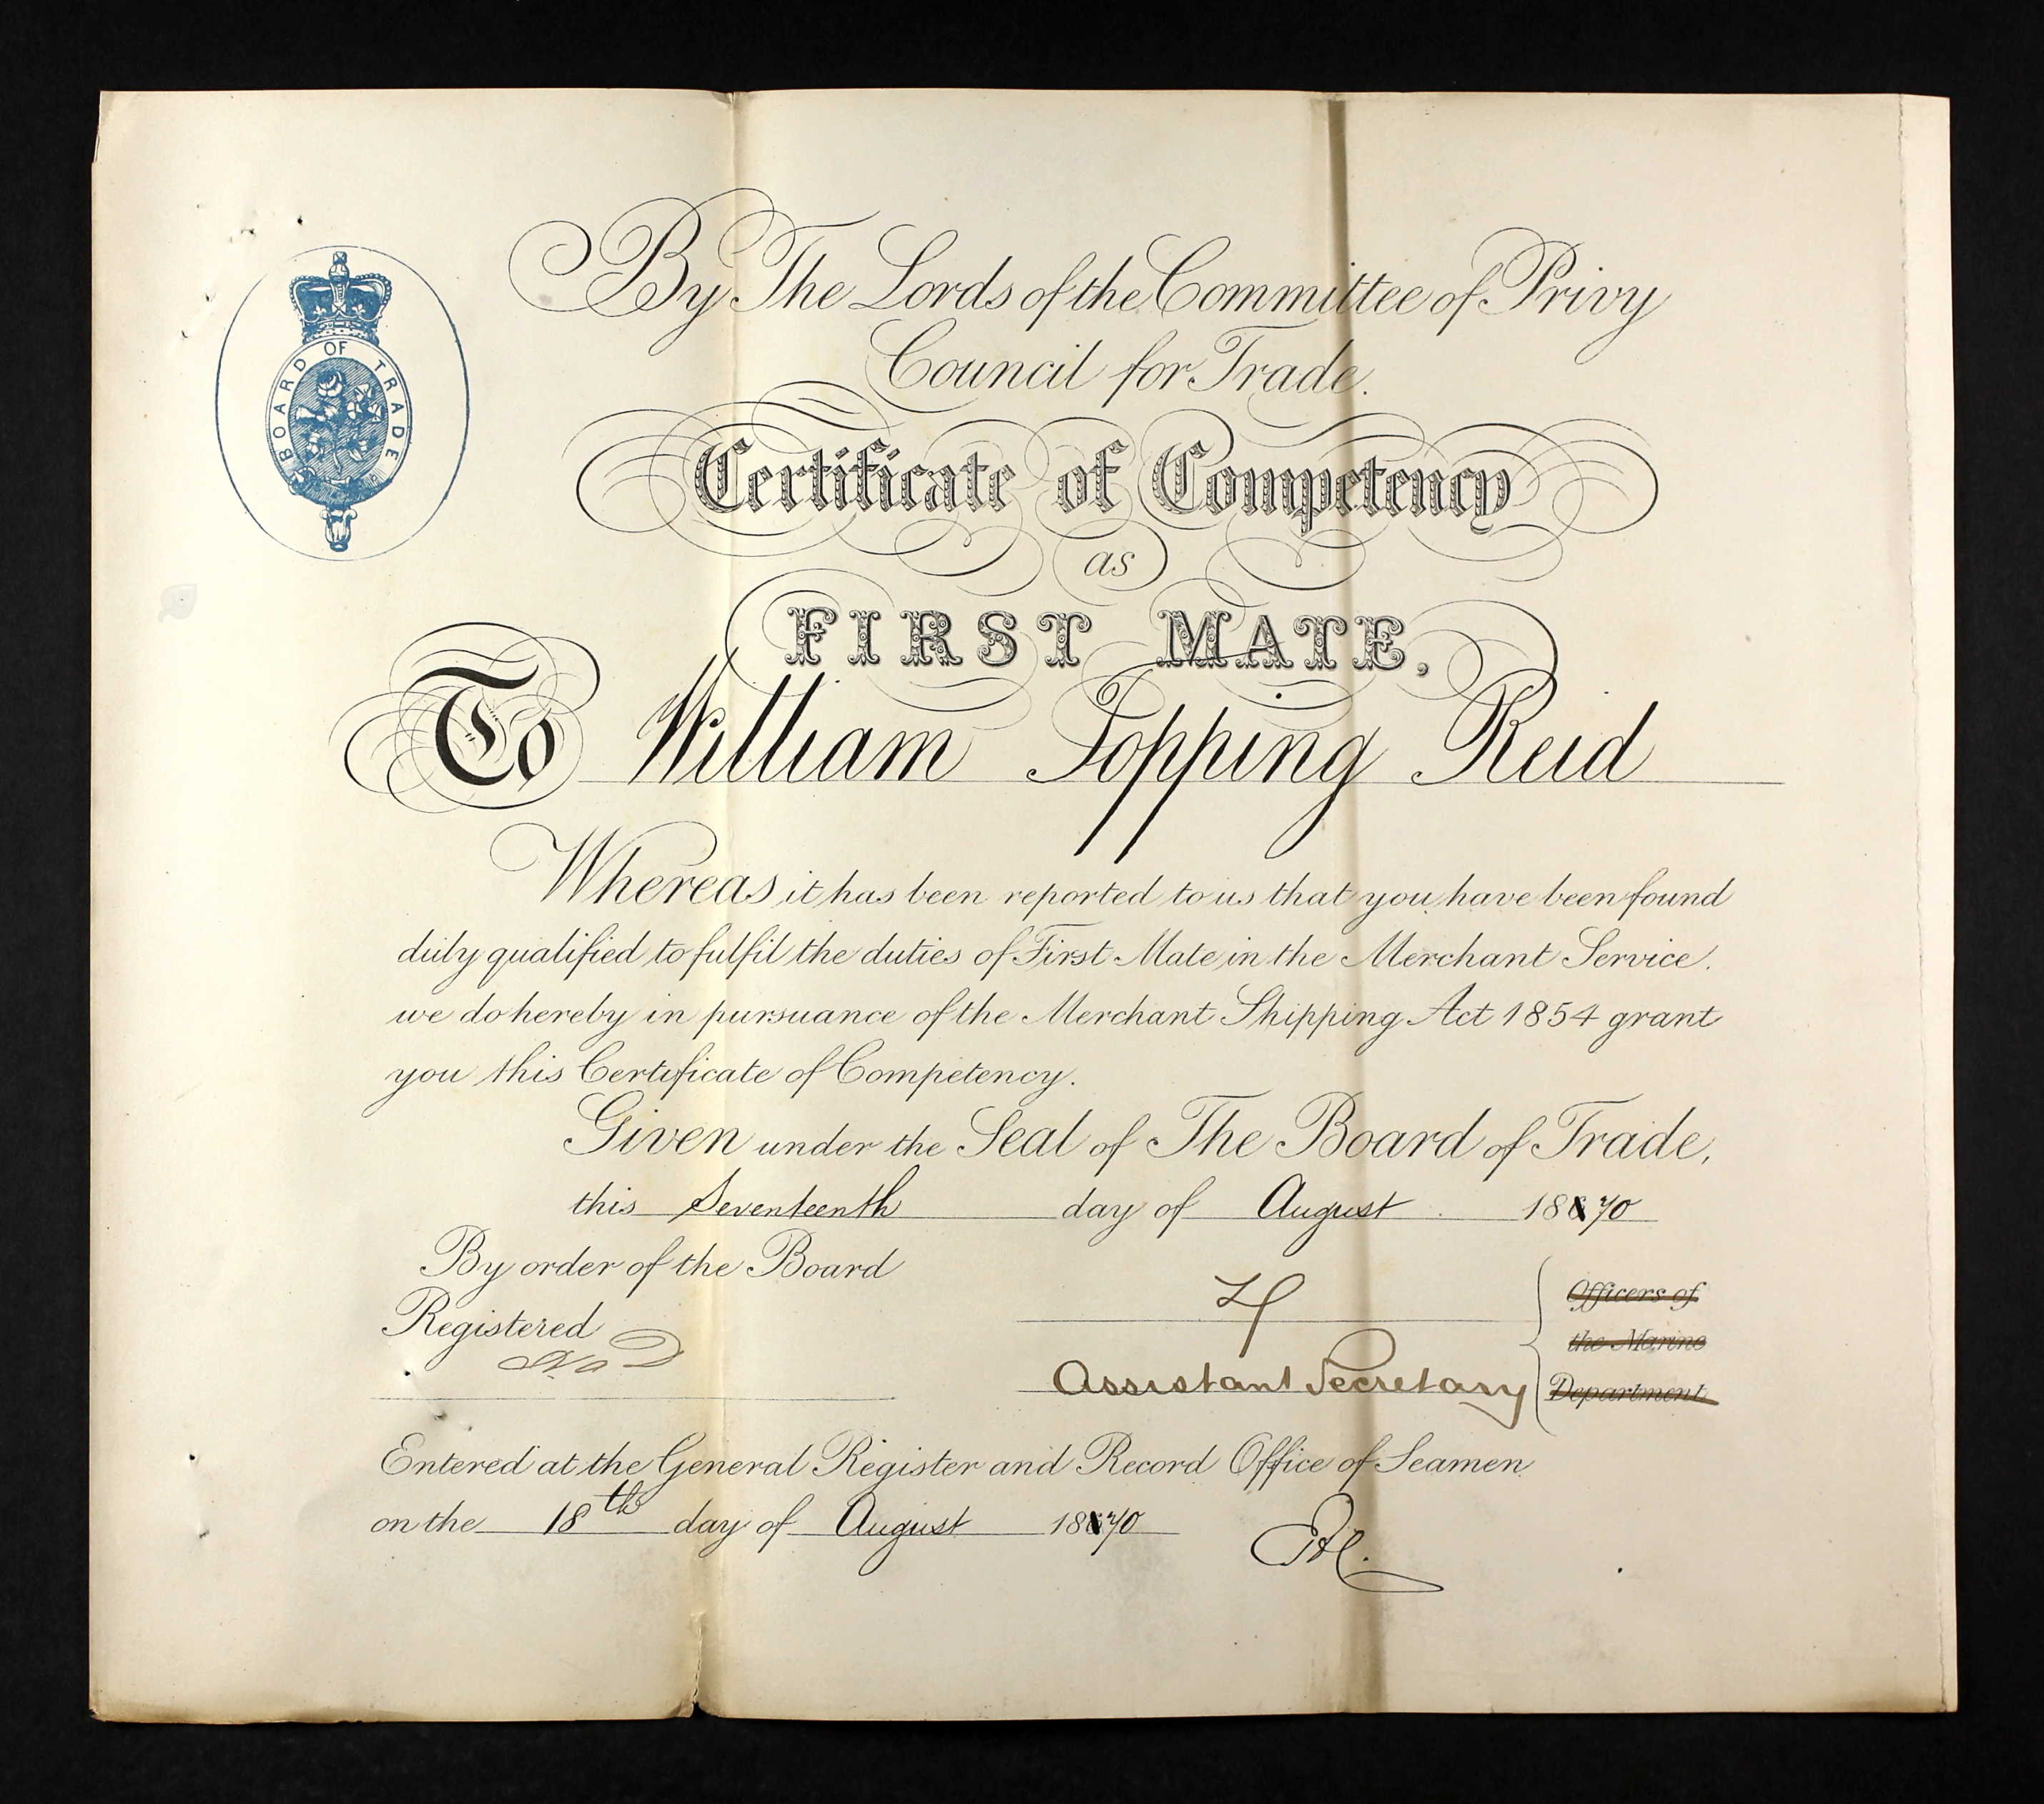 By The Lords of the Committee of Privy
Council for Trade.
BOARD OF TRADE
Certificate of Competency
as
FIRST MATE,
To William Topping Reid
Whereas it has been reported to us that you have been found
duly qualified to fulfil the duties of First Mate in the Merchant Service.
we do hereby in pursuance of the Merchant Shipping Act 1854 grant
you this Certificate of Competency.
Given under the Seal of The Board of Trade,
this Seventeenth day of August 1870
By order of the Board
Registered
Officers of
the Marine
Department
Assistant Secretary
Entered at the General Register and Record Office of Seamen
on the 18th day of August 1870